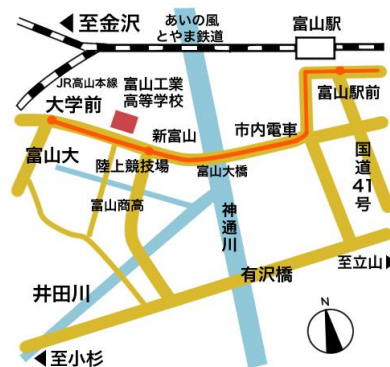 ◀至金沢
あいの風
とやま鉄道
富山駅
JR高山本線
富山工業
高等学校
大学前
富山駅前
新富山
市内電車
富山大
陸上競技場
富山大橋
国道41号
富山商高
神通川
有沢橋
至立山▶
井田川
N
◀至小杉